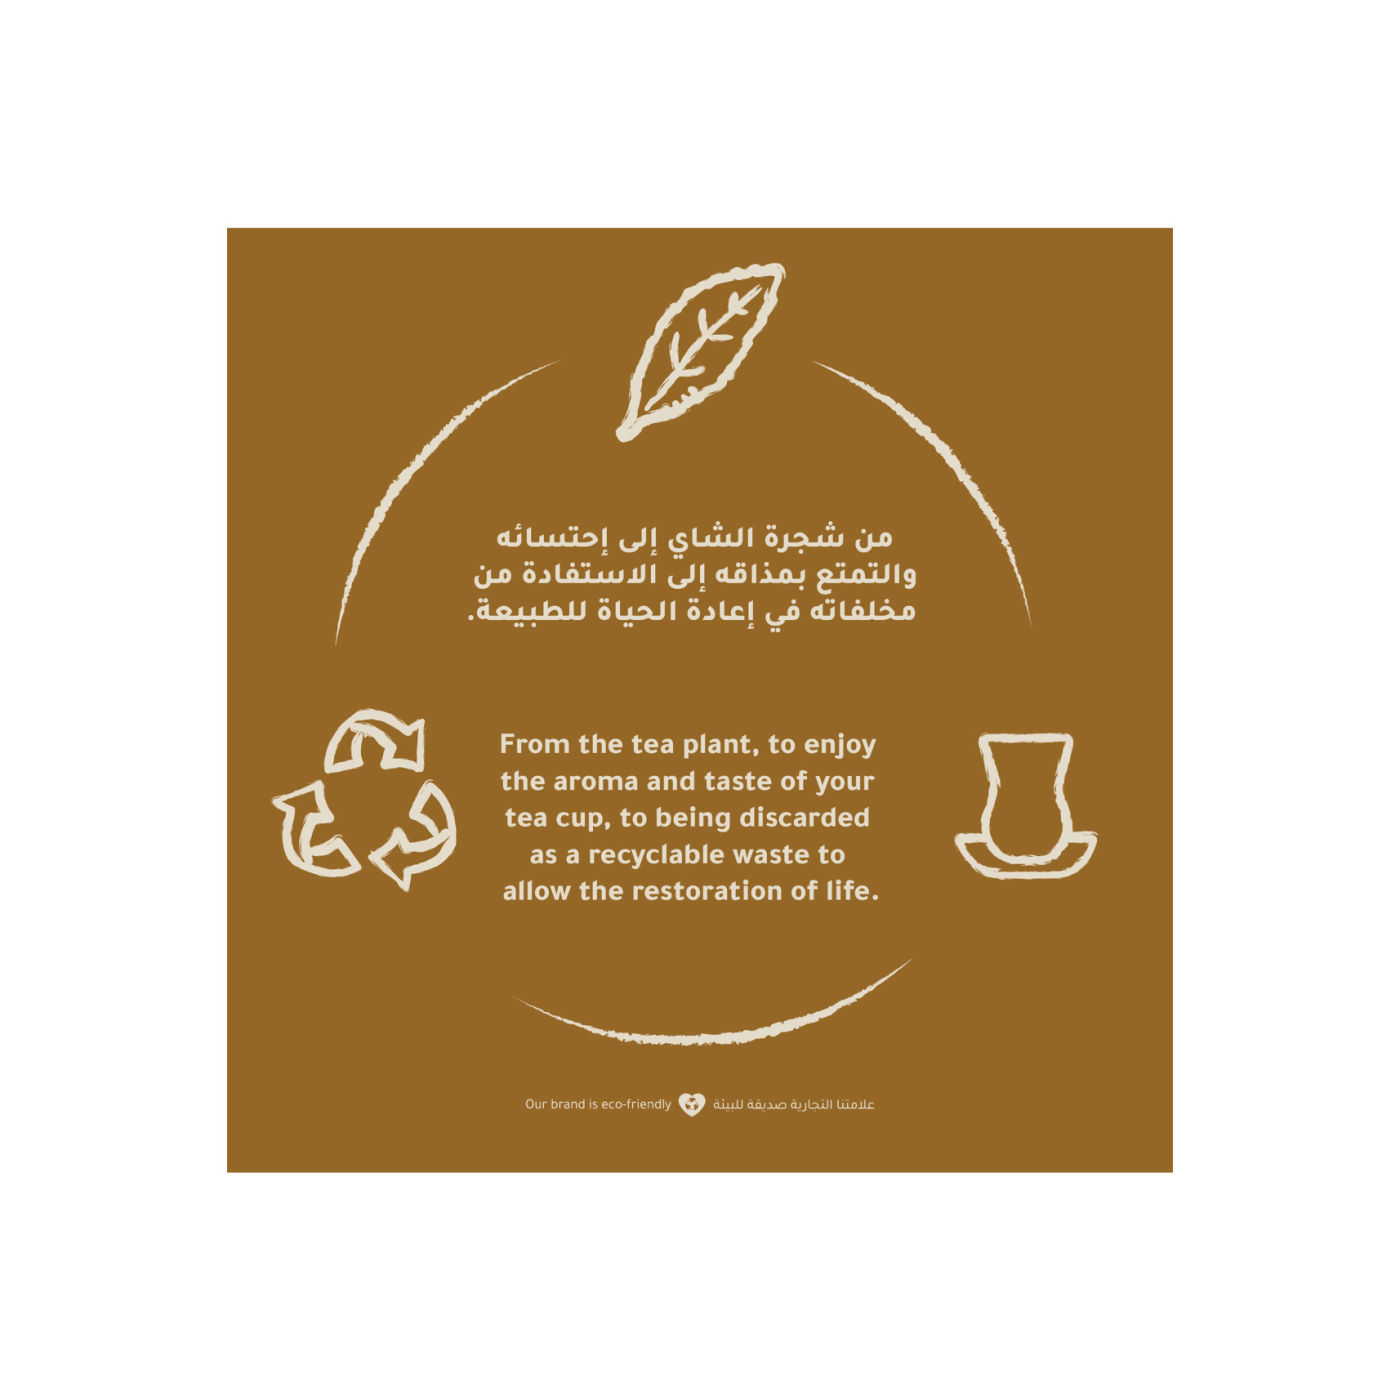 من شجرة الشاي إلى إحتسائه
والتمتع بمذاقه إلى الاستفادة من
مخلفاته في إعادة الحياة للطبيعة.
From the tea plant, to enjoy
the aroma and taste of your
tea cup, to being discarded
as a recyclable waste to
allow the restoration of life.
Our brand is eco-friendly علامتنا التجارية صديقة للبيئة